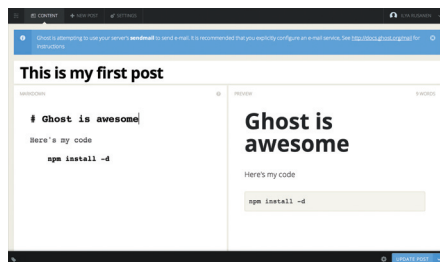 CONTENT + NEW POST SETTINGS
Ghost is attempting to use your server's sendmail to send e-mail. It is recommended that you explicitly configure an e-mail service. See http://docs.ghost.org/mail for
instructions
This is my first post
MARKDOWN
# Ghost is awesome
Here's my code
npm install -d
PREVIEW
WORDS
Ghost is
awesome
Here's my code
npm install -d
UPDATE POST